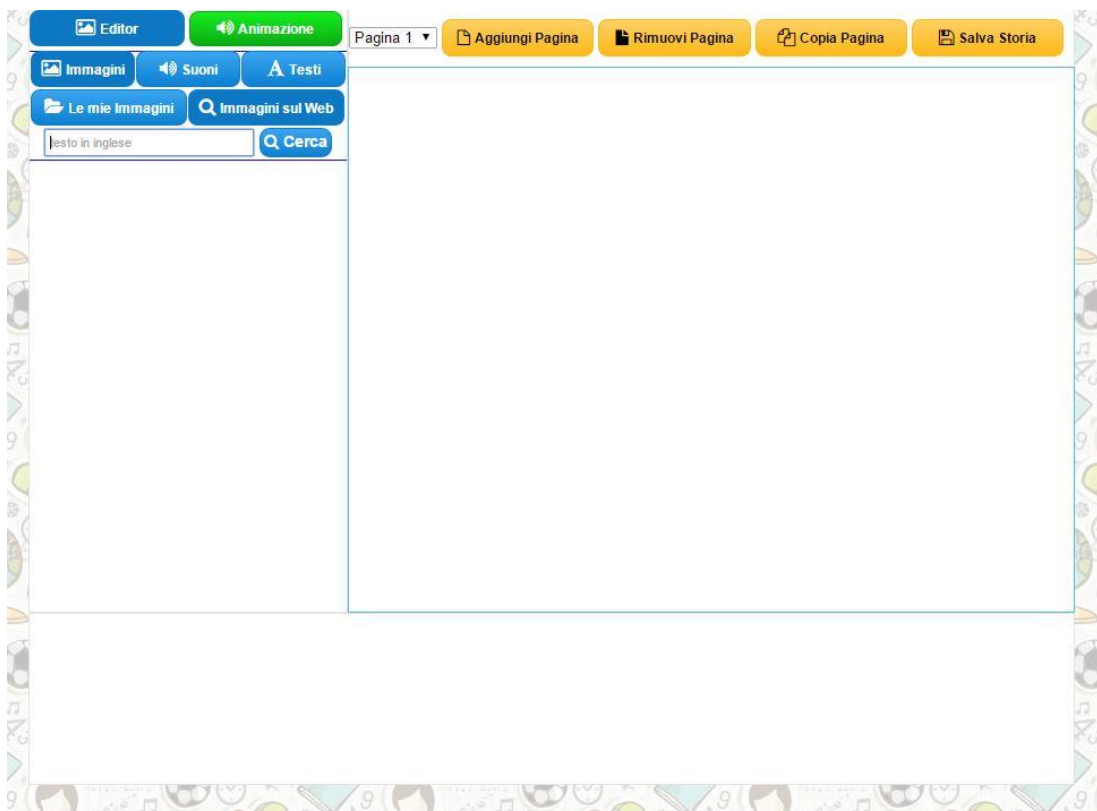 Editor Animazione
Pagina 1 Aggiungi Pagina Rimuovi Pagina Copia Pagina Salva Storia
Immagini Suoni Testi
Le mie Immagini Immagini sul Web
testo in inglese Cerca